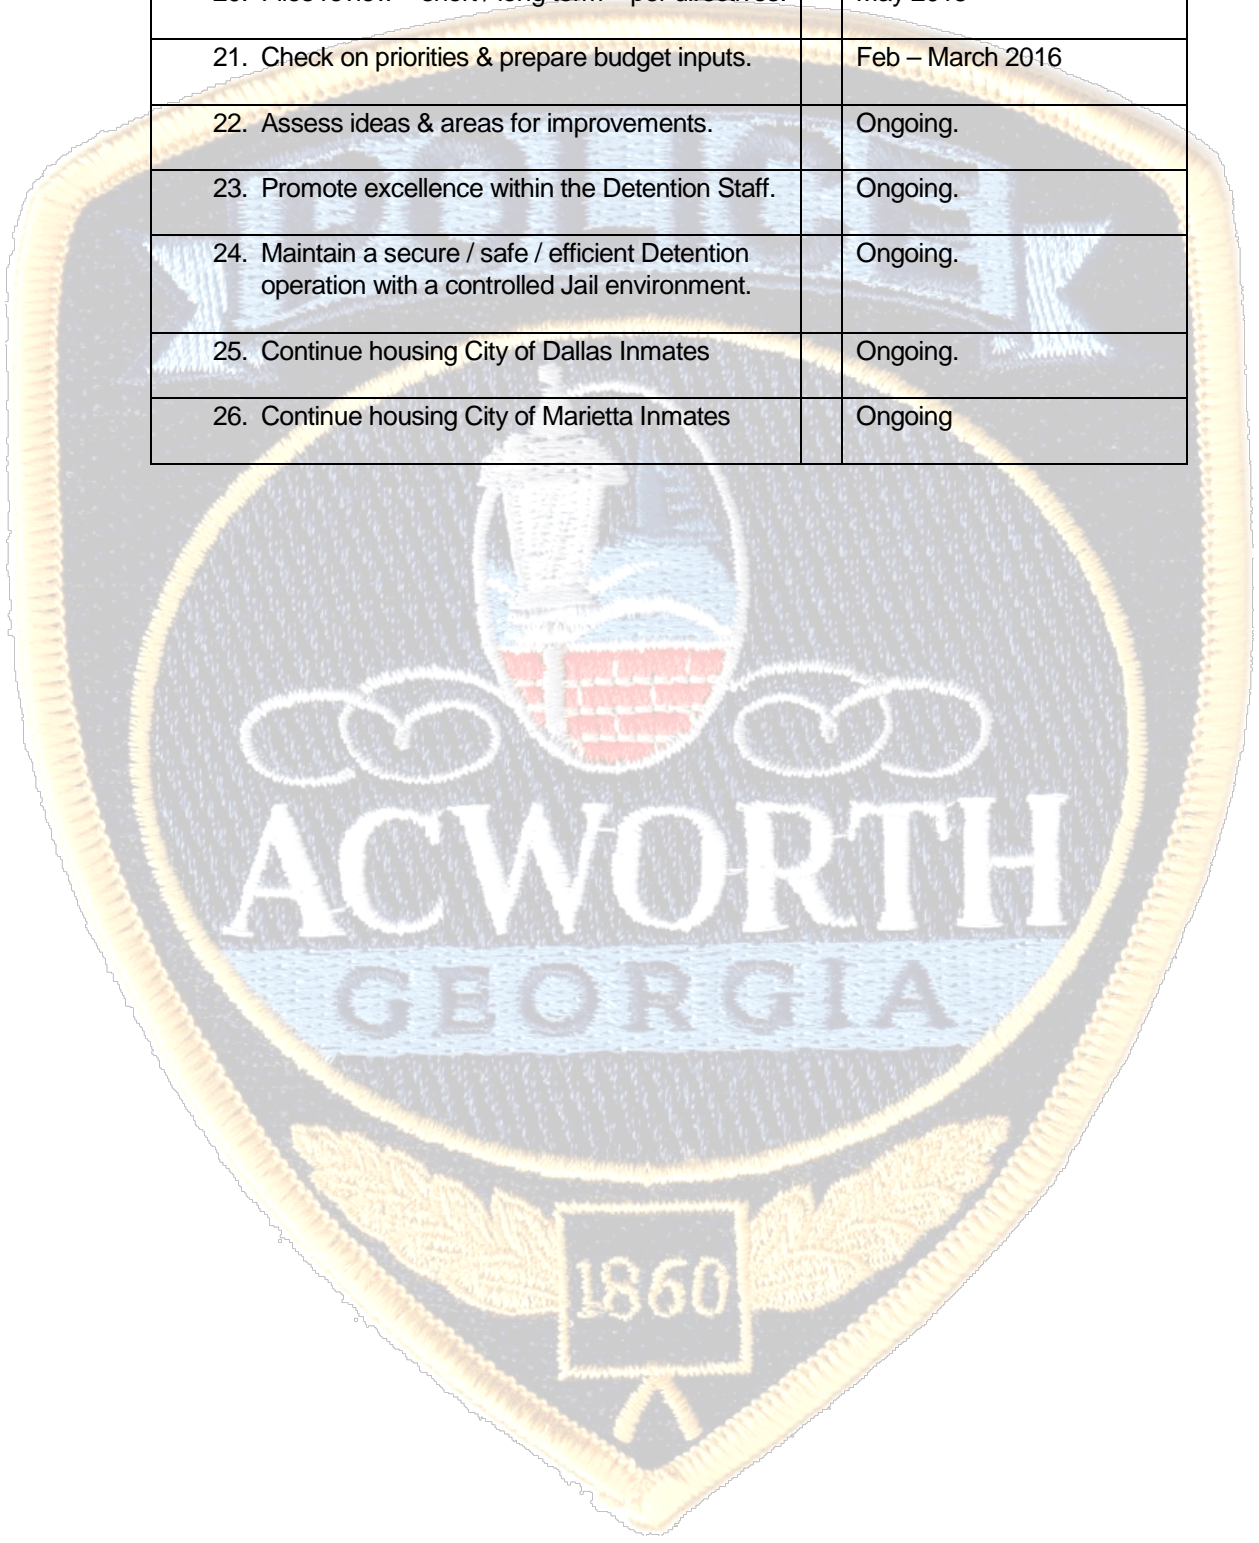 21. Check on priorities & prepare budget inputs. Feb – March 2016
22. Assess ideas & areas for improvements. Ongoing.
23. Promote excellence within the Detention Staff. Ongoing.
24. Maintain a secure / safe / efficient Detention Ongoing.
operation with a controlled Jail environment.
25. Continue housing City of Dallas Inmates Ongoing.
26. Continue housing City of Marietta Inmates Ongoing
POLICE
ACWORTH
GEORGIA
1860